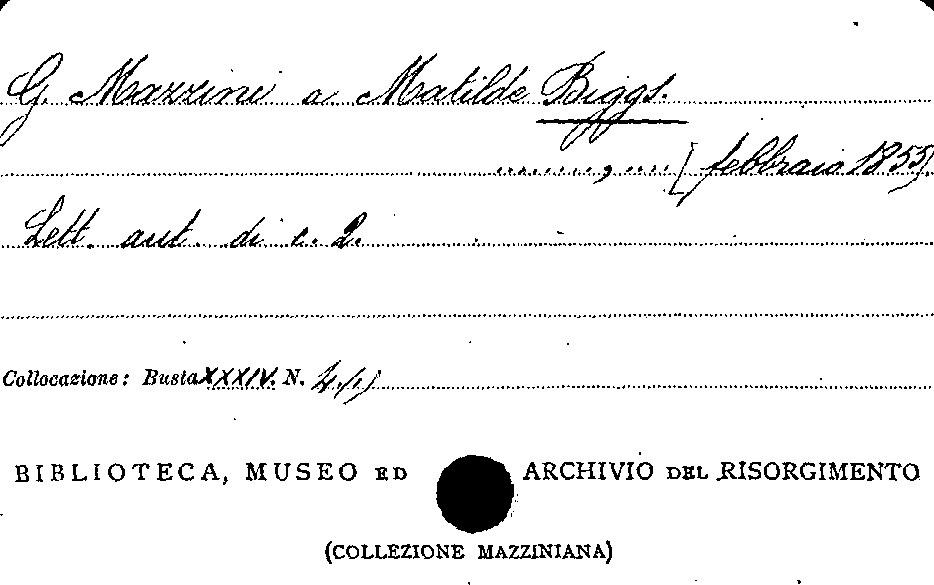 G. Mazzini a Matilde Biggs.
........., .... [febbraio 1855].
Lett. aut. di c. 2.
Collocazione: Busta XXXIV. N. 4/1)
BIBLIOTECA, MUSEO ED ARCHIVIO DEL RISORGIMENTO
(COLLEZIONE MAZZINIANA)